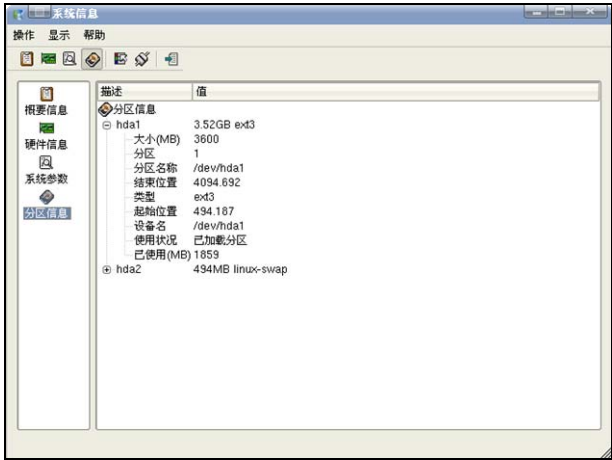 系统信息
操作 显示 帮助
概要信息
硬件信息
系统参数
分区信息
描述 值
分区信息
hda1 3.52GB ext3
大小(MB) 3600
分区 1
分区名称 /dev/hda1
结束位置 4094.692
类型 ext3
起始位置 494.187
设备名 /dev/hda1
使用状况 已加载分区
已使用(MB) 1859
hda2 494MB linux-swap